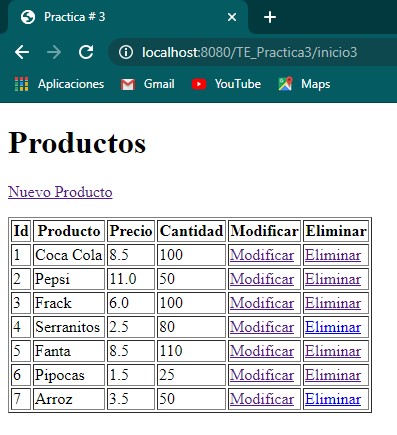 Practica # 3
localhost:8080/TE_Practica3/inicio3
Aplicaciones Gmail YouTube Maps
Productos
Nuevo Producto
Id Producto Precio Cantidad Modificar Eliminar
1 Coca Cola 8.5 100 Modificar Eliminar
2 Pepsi 11.0 50 Modificar Eliminar
3 Frack 6.0 100 Modificar Eliminar
4 Serranitos 2.5 80 Modificar Eliminar
5 Fanta 8.5 110 Modificar Eliminar
6 Pipocas 1.5 25 Modificar Eliminar
7 Arroz 3.5 50 Modificar Eliminar